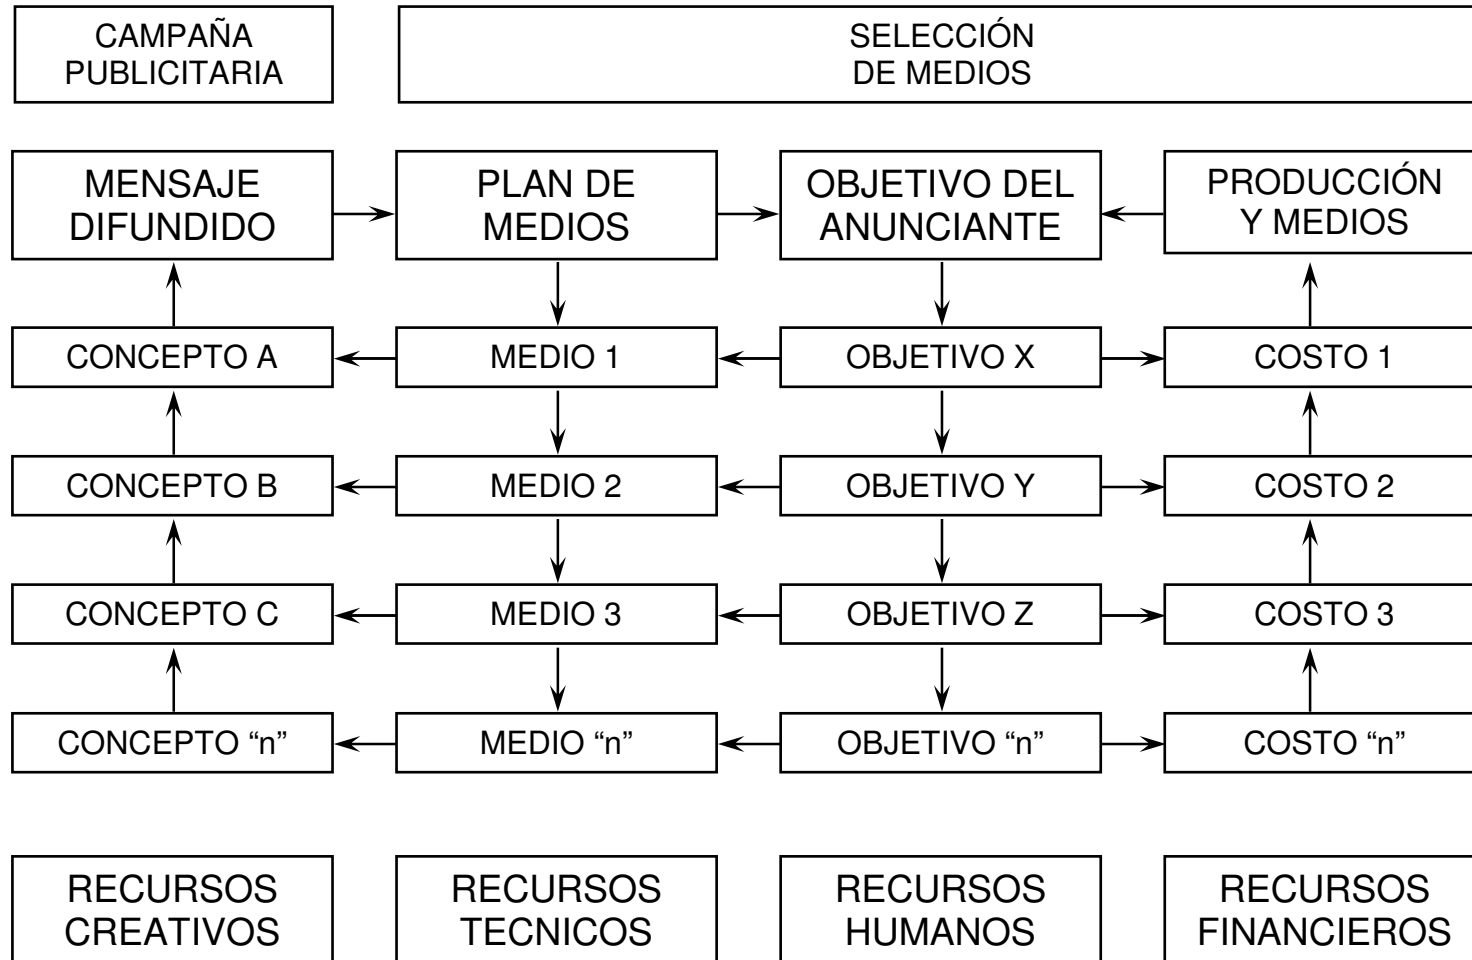 CAMPAÑA
PUBLICITARIA
SELECCIÓN
DE MEDIOS
MENSAJE
DIFUNDIDO
PLAN DE
MEDIOS
OBJETIVO DEL
ANUNCIANTE
PRODUCCIÓN
Y MEDIOS
CONCEPTO A
MEDIO 1
OBJETIVO X
COSTO 1
CONCEPTO B
MEDIO 2
OBJETIVO Y
COSTO 2
CONCEPTO C
MEDIO 3
OBJETIVO Z
COSTO 3
CONCEPTO “n”
MEDIO “n”
OBJETIVO “n”
COSTO “n”
RECURSOS
CREATIVOS
RECURSOS
TECNICOS
RECURSOS
HUMANOS
RECURSOS
FINANCIEROS